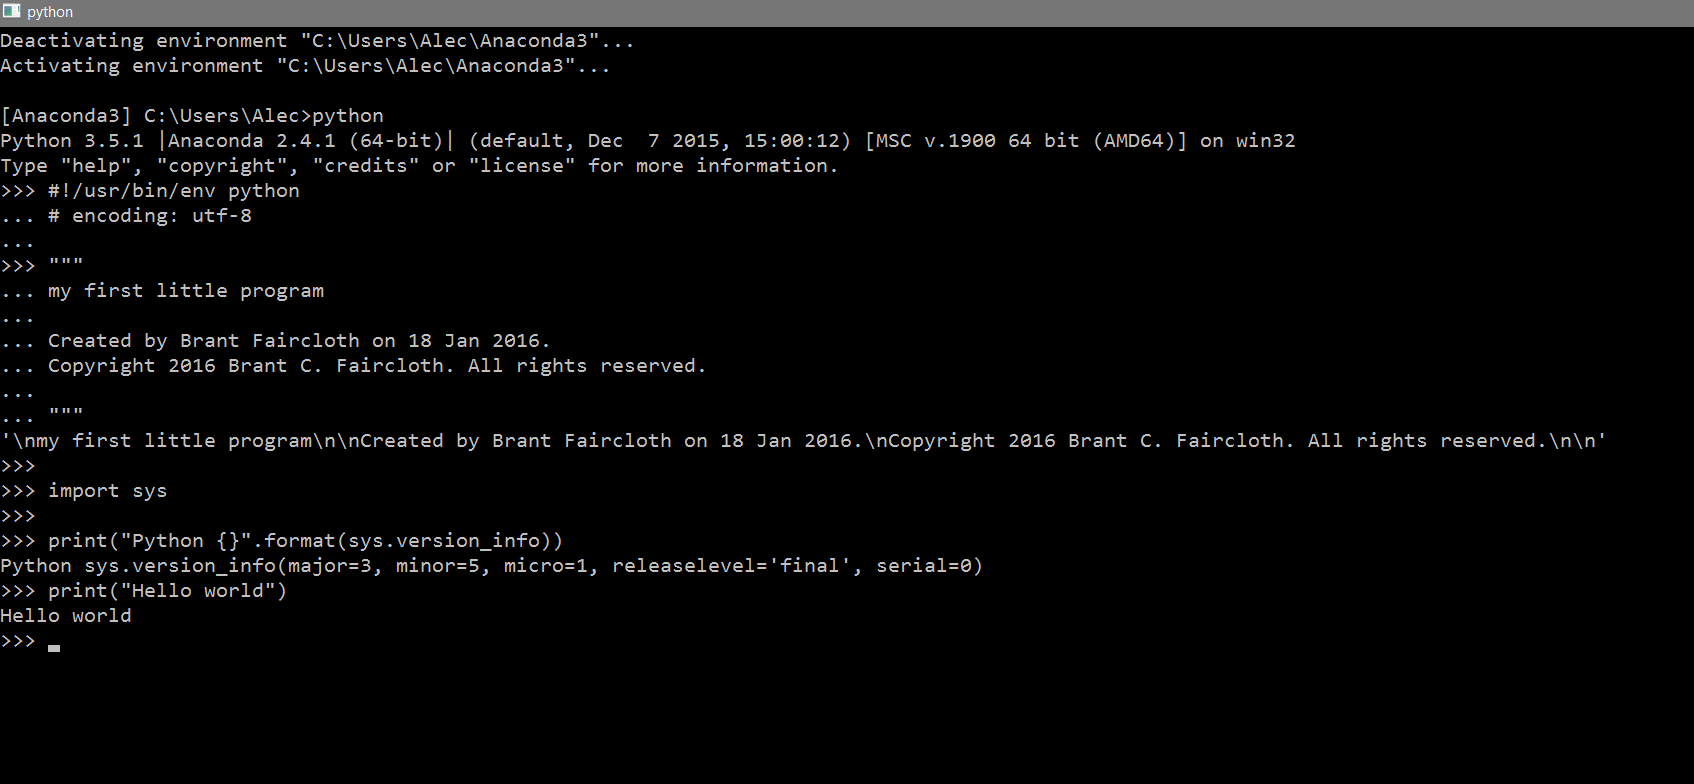 python
Deactivating environment "C:\Users\Alec\Anaconda3"...
Activating environment "C:\Users\Alec\Anaconda3"...
[Anaconda3] C:\Users\Alec>python
Python 3.5.1 |Anaconda 2.4.1 (64-bit)| (default, Dec  7 2015, 15:00:12) [MSC v.1900 64 bit (AMD64)] on win32
Type "help", "copyright", "credits" or "license" for more information.
>>> #!/usr/bin/env python
... # encoding: utf-8
...
>>> """
... my first little program
...
... Created by Brant Faircloth on 18 Jan 2016.
... Copyright 2016 Brant C. Faircloth. All rights reserved.
...
... """
'\nmy first little program\n\nCreated by Brant Faircloth on 18 Jan 2016.\nCopyright 2016 Brant C. Faircloth. All rights reserved.\n\n'
>>>
>>> import sys
>>>
>>> print("Python {}".format(sys.version_info))
Python sys.version_info(major=3, minor=5, micro=1, releaselevel='final', serial=0)
>>> print("Hello world")
Hello world
>>>